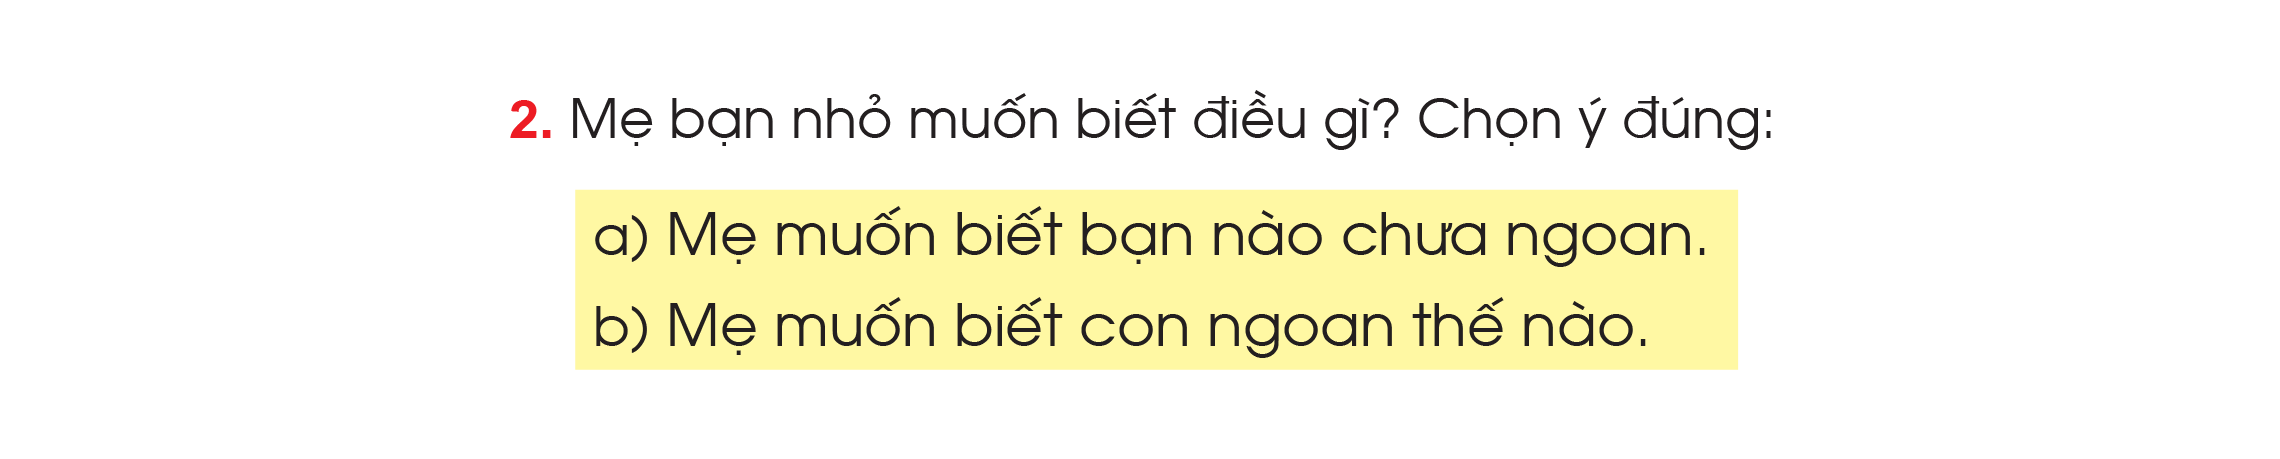 2. Mẹ bạn nhỏ muốn biết điều gì? Chọn ý đúng:
a) Mẹ muốn biết bạn nào chưa ngoan.
b) Mẹ muốn biết con ngoan thế nào.